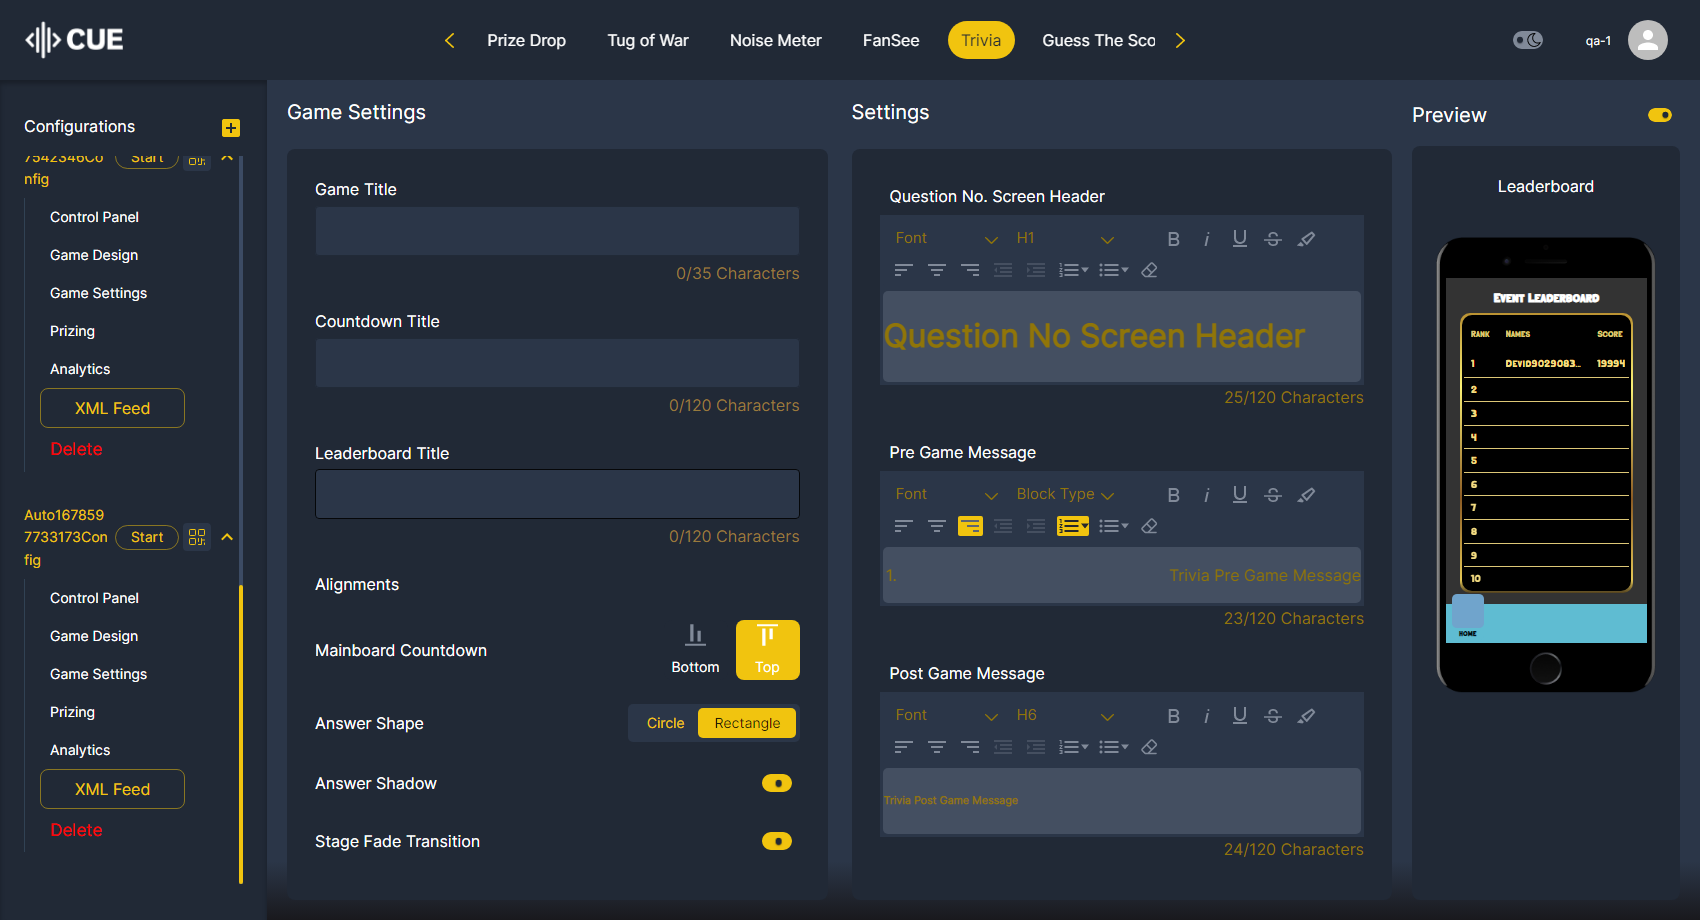 CUE
Prize Drop
Tug of War
Noise Meter
FanSee
Trivia
Guess The Sco
qa-1
Configurations
7542346Co
nfig
Start
Control Panel
Game Design
Game Settings
Prizing
Analytics
XML Feed
Delete
Auto167859
7733173Con
fig
Start
Control Panel
Game Design
Game Settings
Prizing
Analytics
XML Feed
Delete
Game Settings
Game Title
0/35 Characters
Countdown Title
0/120 Characters
Leaderboard Title
0/120 Characters
Alignments
Mainboard Countdown
Bottom
Top
Answer Shape
Circle
Rectangle
Answer Shadow
Stage Fade Transition
Settings
Question No. Screen Header
Font
H1
B
i
U
S
Question No Screen Header
25/120 Characters
Pre Game Message
Font
Block Type
B
i
U
S
1. Trivia Pre Game Message
23/120 Characters
Post Game Message
Font
H6
B
i
U
S
Trivia Post Game Message
24/120 Characters
Preview
Leaderboard
Event Leaderboard
Rank Names Score
1 Devid9029083... 19994
2
3
4
5
6
7
8
9
10
HOME